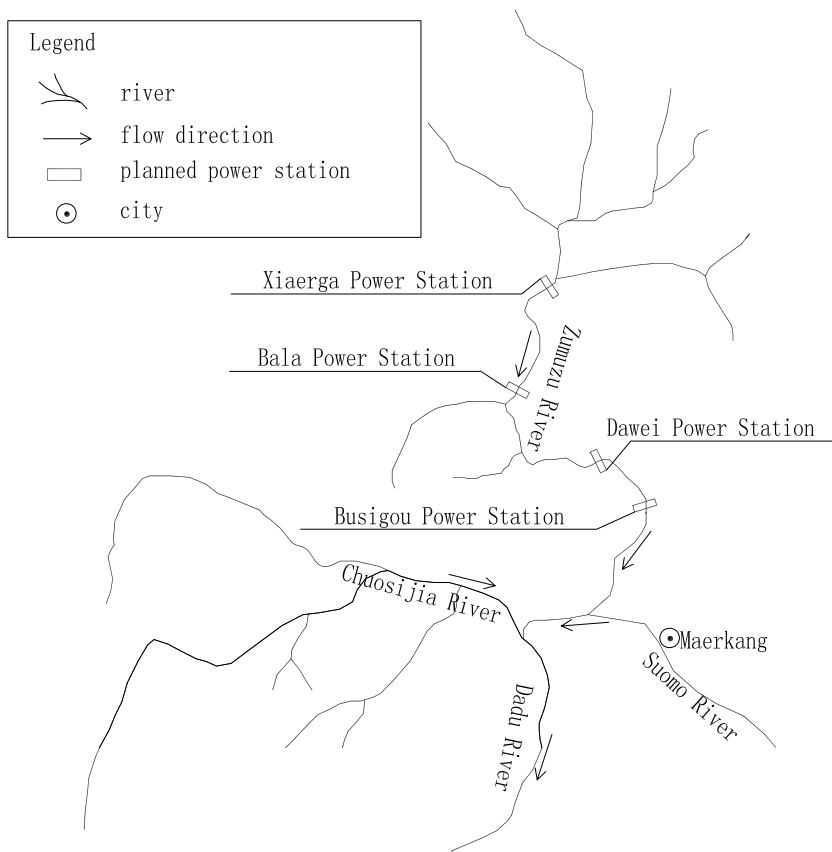 Legend
river
flow direction
planned power station
city
Xiaerga Power Station
Zumuzu River
Bala Power Station
Dawei Power Station
Busigou Power Station
Chuosijia River
Maerkang
Suomo River
Dadu River